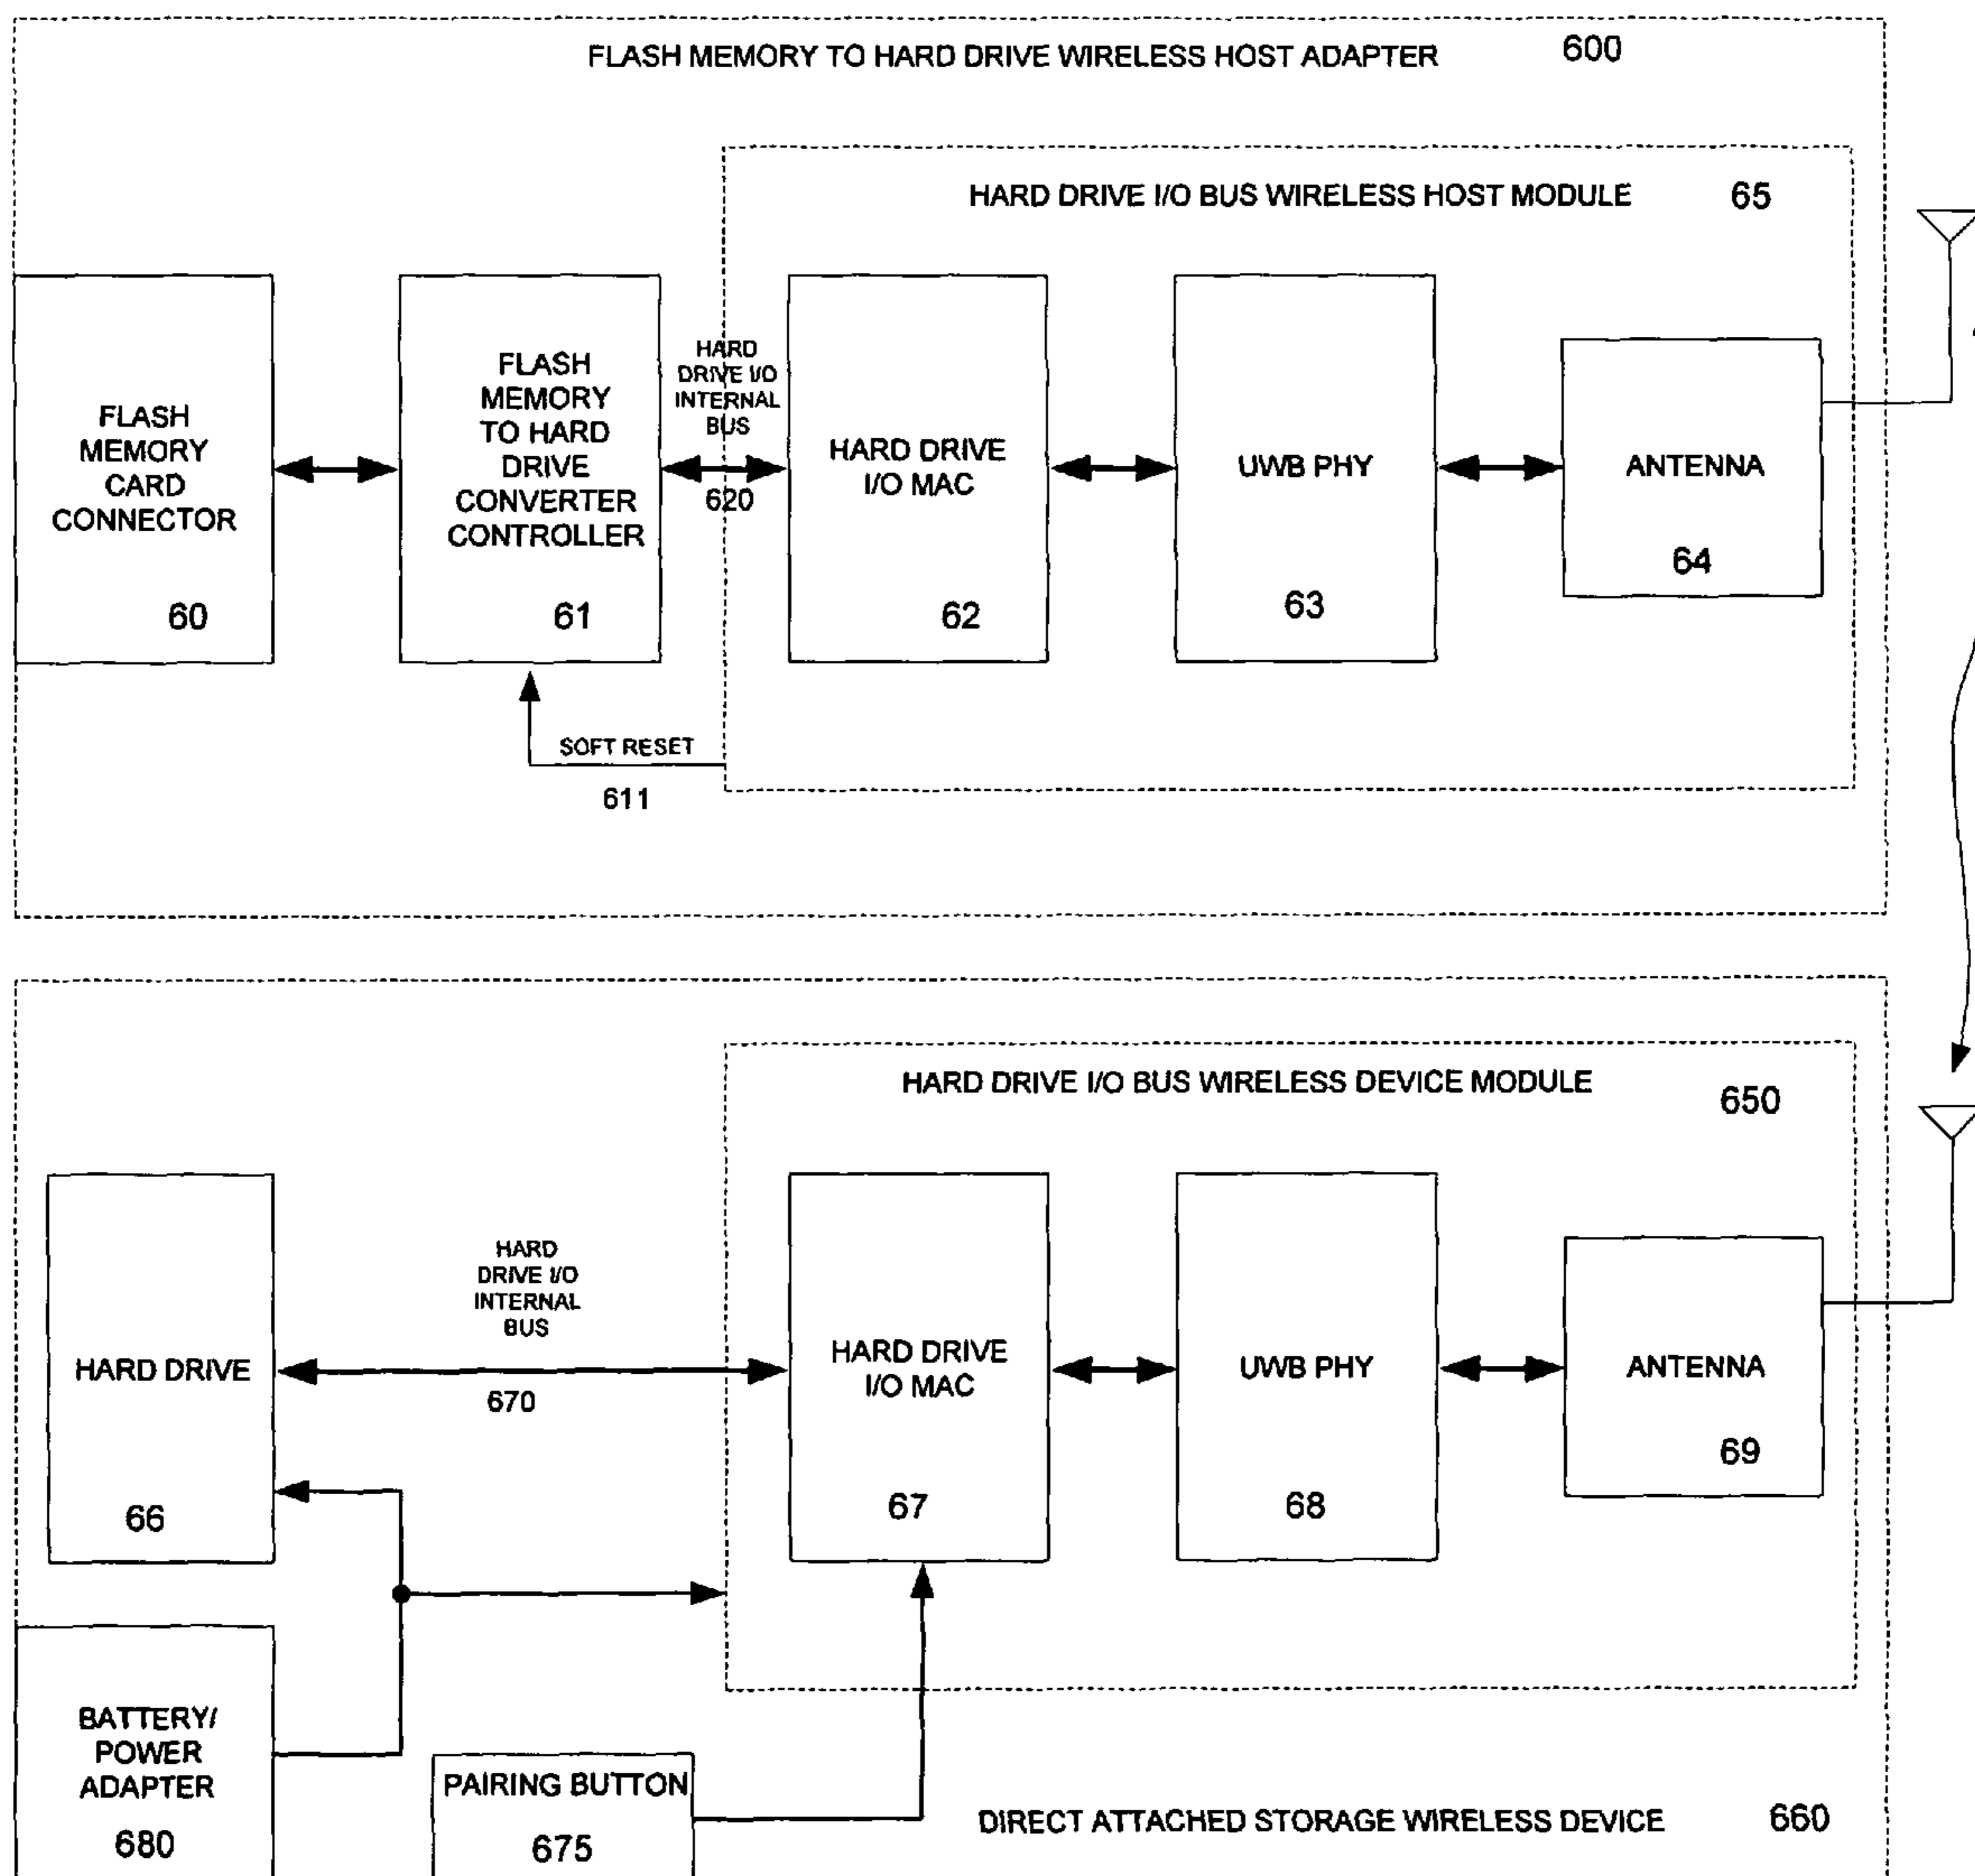 FLASH MEMORY TO HARD DRIVE WIRELESS HOST ADAPTER 600
HARD DRIVE I/O BUS WIRELESS HOST MODULE 65
FLASH
MEMORY
CARD
CONNECTOR
60
FLASH
MEMORY
TO HARD
DRIVE
CONVERTER
CONTROLLER
61
HARD
DRIVE I/O
INTERNAL
BUS
620
HARD DRIVE
I/O MAC
62
UWB PHY
63
ANTENNA
64
SOFT RESET
611
HARD DRIVE I/O BUS WIRELESS DEVICE MODULE 650
HARD DRIVE
66
HARD
DRIVE I/O
INTERNAL
BUS
670
HARD DRIVE
I/O MAC
67
UWB PHY
68
ANTENNA
69
BATTERY/
POWER
ADAPTER
680
PAIRING BUTTON
675
DIRECT ATTACHED STORAGE WIRELESS DEVICE 660